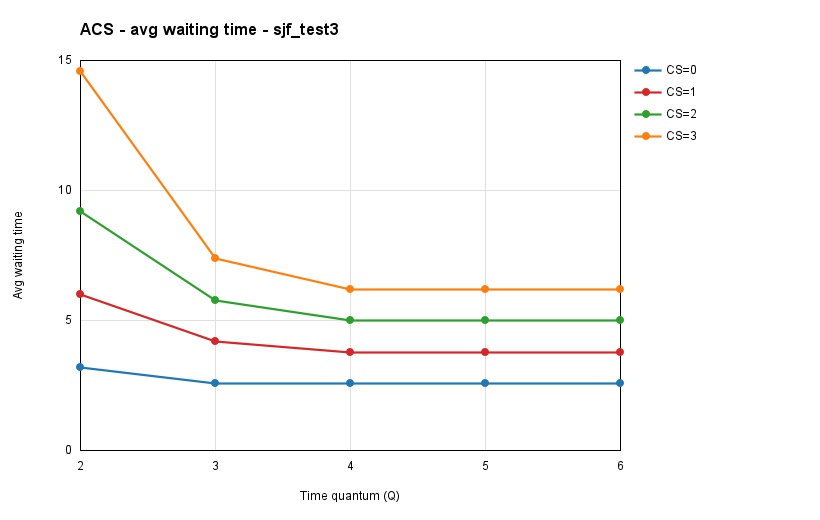 ACS - avg waiting time - sjf_test3
15
10
5
0
Avg waiting time
2 3 4 5 6
Time quantum (Q)
CS=0
CS=1
CS=2
CS=3